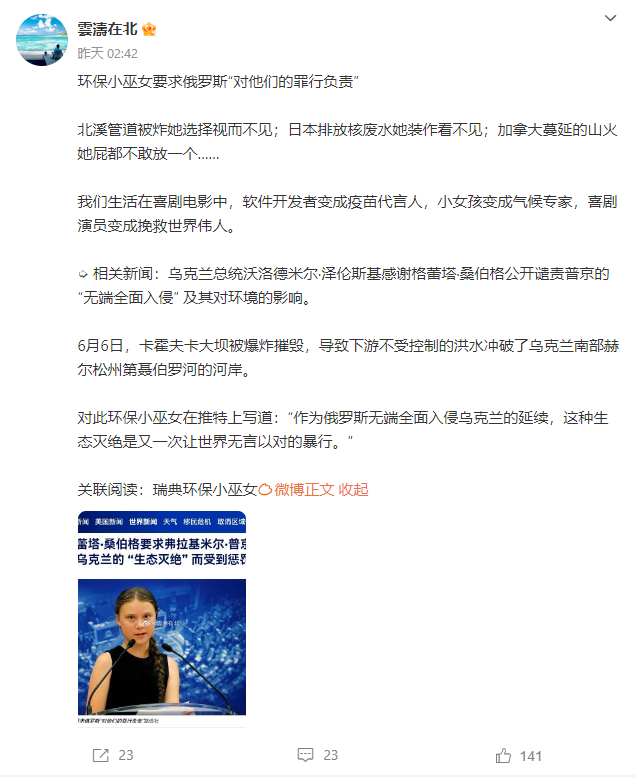 雲濤在北
昨天 02:42
环保小巫女要求俄罗斯“对他们的罪行负责”
北溪管道被炸她选择视而不见；日本排放核废水她装作看不见；加拿大蔓延的山火
她屁都不敢放一个......
我们生活在喜剧电影中，软件开发者变成疫苗代言人，小女孩变成气候专家，喜剧
演员变成挽救世界伟人。
➭ 相关新闻：乌克兰总统沃洛德米尔·泽伦斯基感谢格蕾塔·桑伯格公开谴责普京的
“无端全面入侵” 及其对环境的影响。
6月6日，卡霍夫卡大坝被爆炸摧毁，导致下游不受控制的洪水冲破了乌克兰南部赫
尔松州第聂伯罗河的河岸。
对此环保小巫女在推特上写道：“作为俄罗斯无端全面入侵乌克兰的延续，这种生
态灭绝是又一次让世界无言以对的暴行。”
关联阅读：瑞典环保小巫女 微博正文 收起
新闻 美国新闻 世界新闻 天气 移民危机 取消区域
蕾塔·桑伯格要求弗拉基米尔·普京
乌克兰的 “生态灭绝” 而受到惩罚
23
23
141